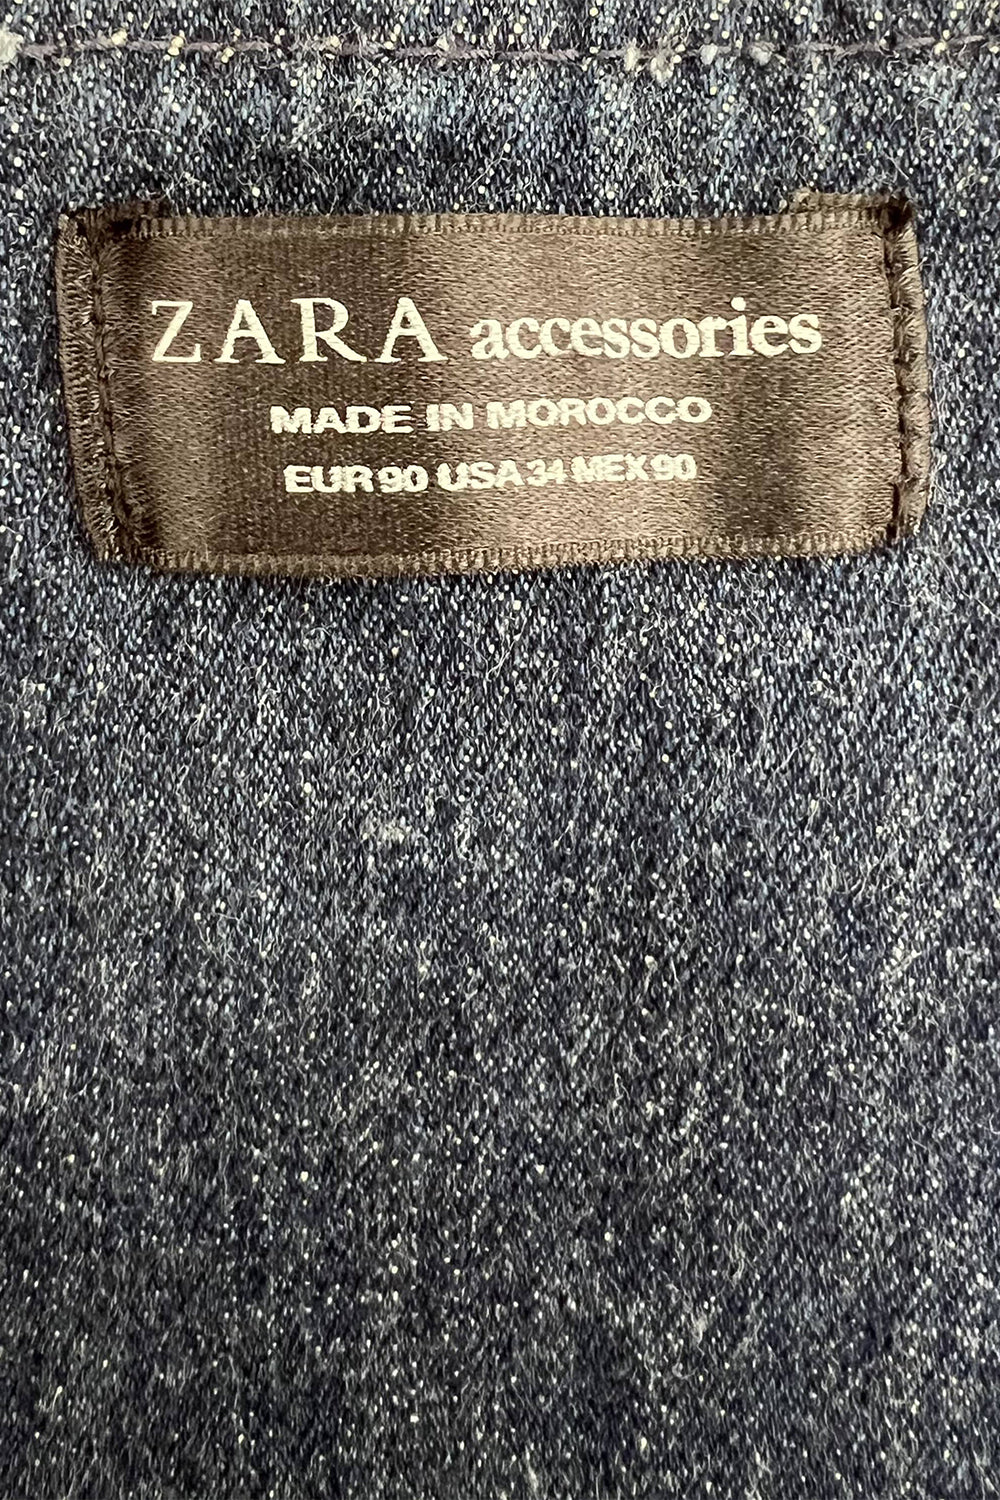 ZARA accessories
MADE IN MOROCCO
EUR 90 USA 34 MEX 90